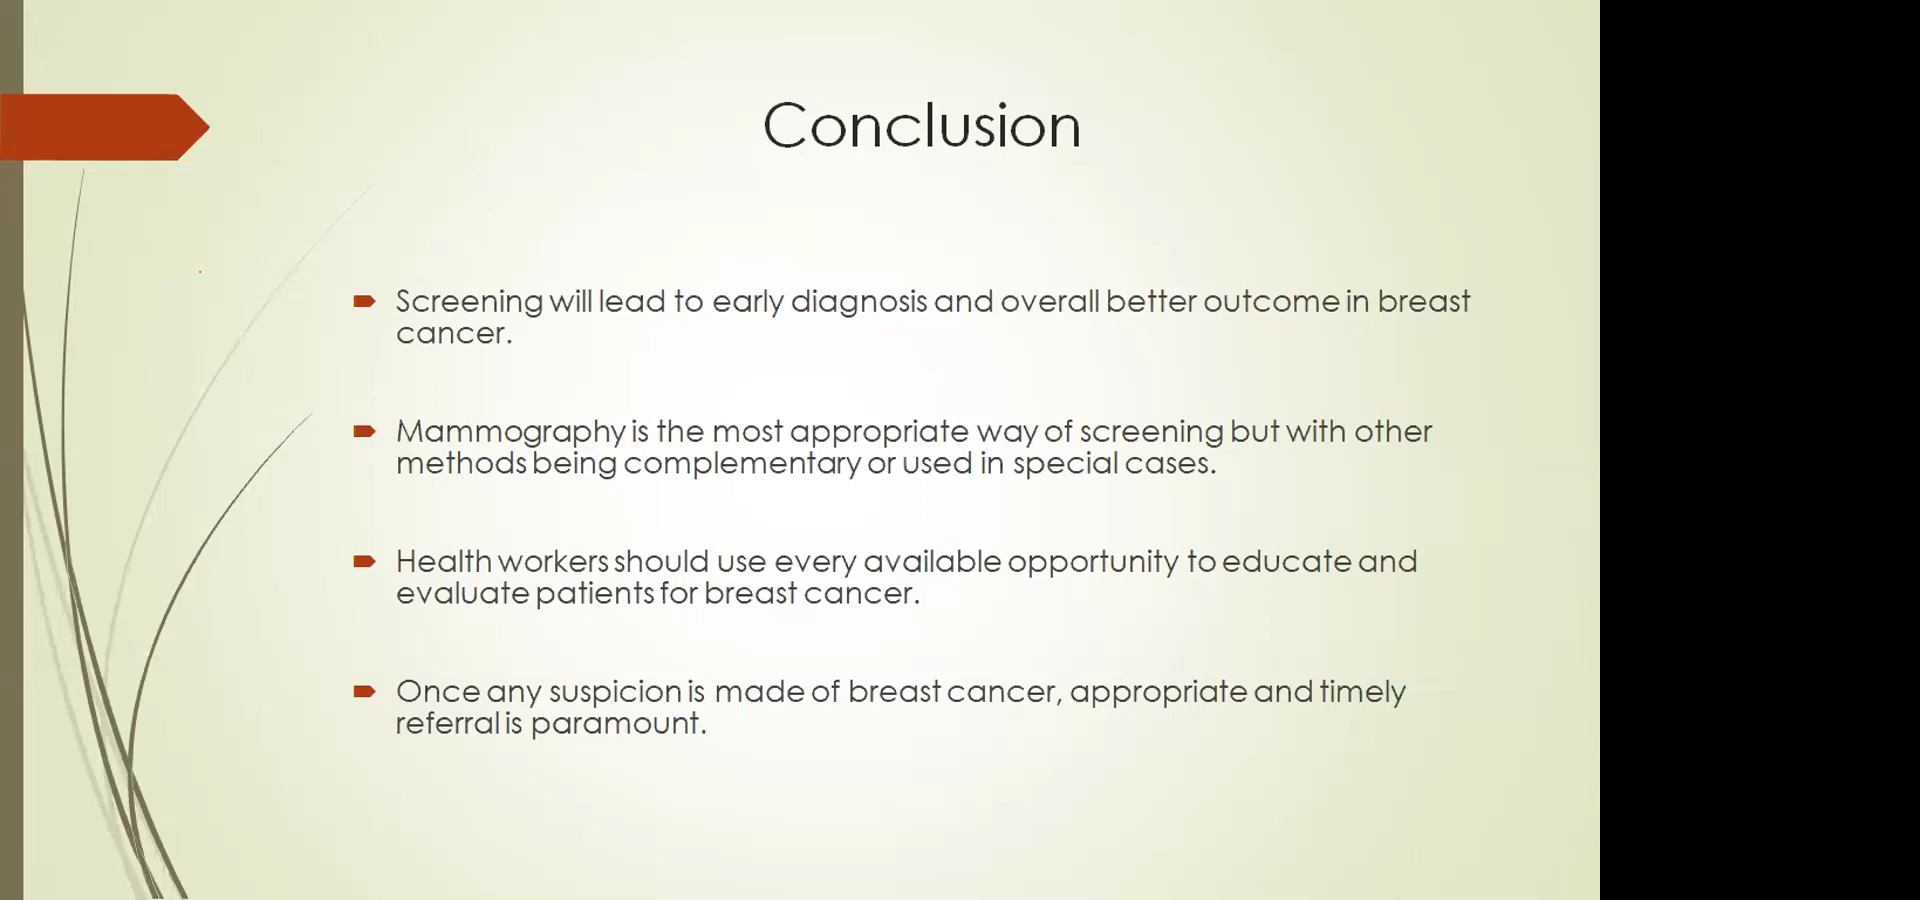 Conclusion
Screening will lead to early diagnosis and overall better outcome in breast
cancer.
Mammography is the most appropriate way of screening but with other
methods being complementary or used in special cases.
Health workers should use every available opportunity to educate and
evaluate patients for breast cancer.
Once any suspicion is made of breast cancer, appropriate and timely
referral is paramount.